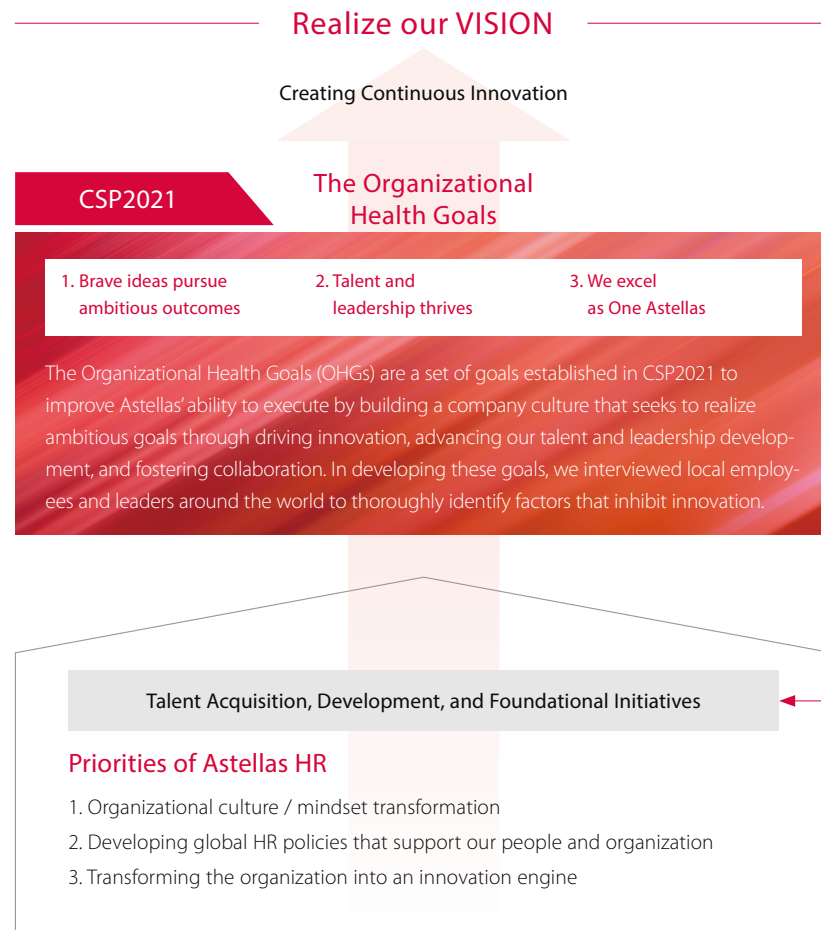 Realize our VISION
Creating Continuous Innovation
CSP2021
The Organizational
Health Goals
1. Brave ideas pursue
ambitious outcomes
2. Talent and
leadership thrives
3. We excel
as One Astellas
The Organizational Health Goals (OHGs) are a set of goals established in CSP2021 to
improve Astellas’ ability to execute by building a company culture that seeks to realize
ambitious goals through driving innovation, advancing our talent and leadership develop-
ment, and fostering collaboration. In developing these goals, we interviewed local employ-
ees and leaders around the world to thoroughly identify factors that inhibit innovation.
Talent Acquisition, Development, and Foundational Initiatives
Priorities of Astellas HR
1. Organizational culture / mindset transformation
2. Developing global HR policies that support our people and organization
3. Transforming the organization into an innovation engine